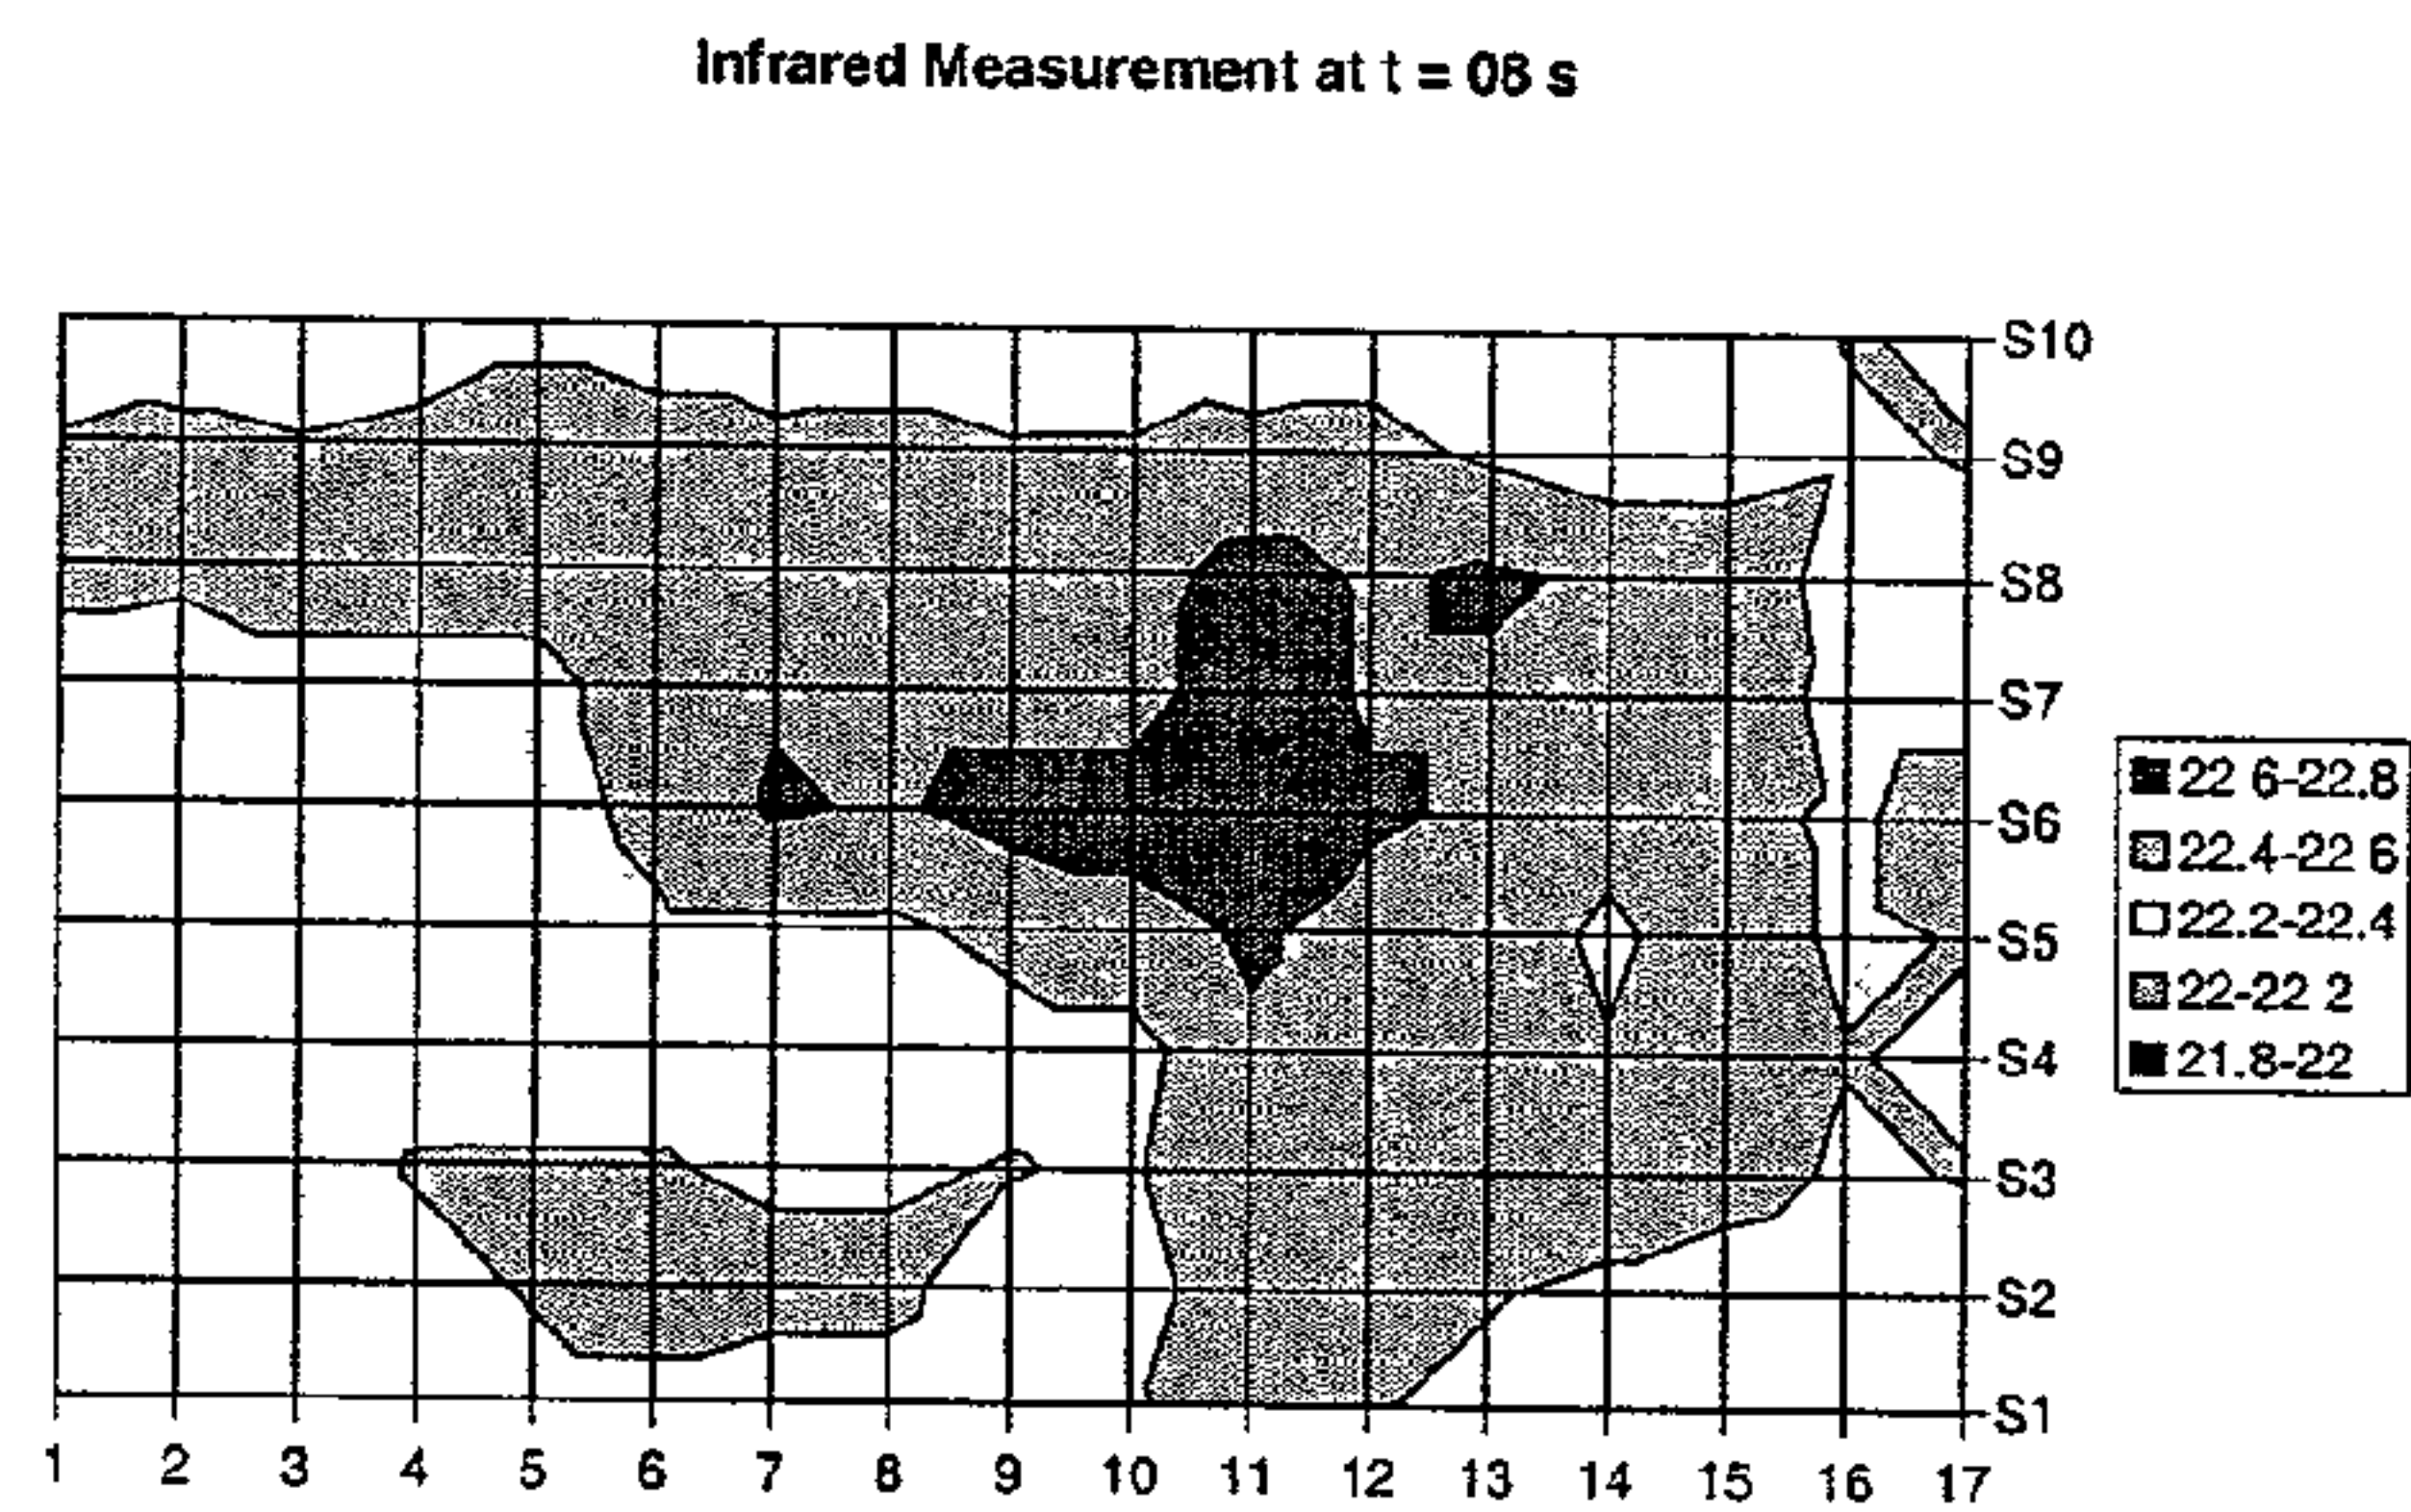 Infrared Measurement at t = 08 s
S10
S9
S8
S7
S6
S5
S4
S3
S2
S1
22 6-22.8
22.4-22 6
22.2-22.4
22-22 2
21.8-22
1 2 3 4 5 6 7 8 9 10 11 12 13 14 15 16 17